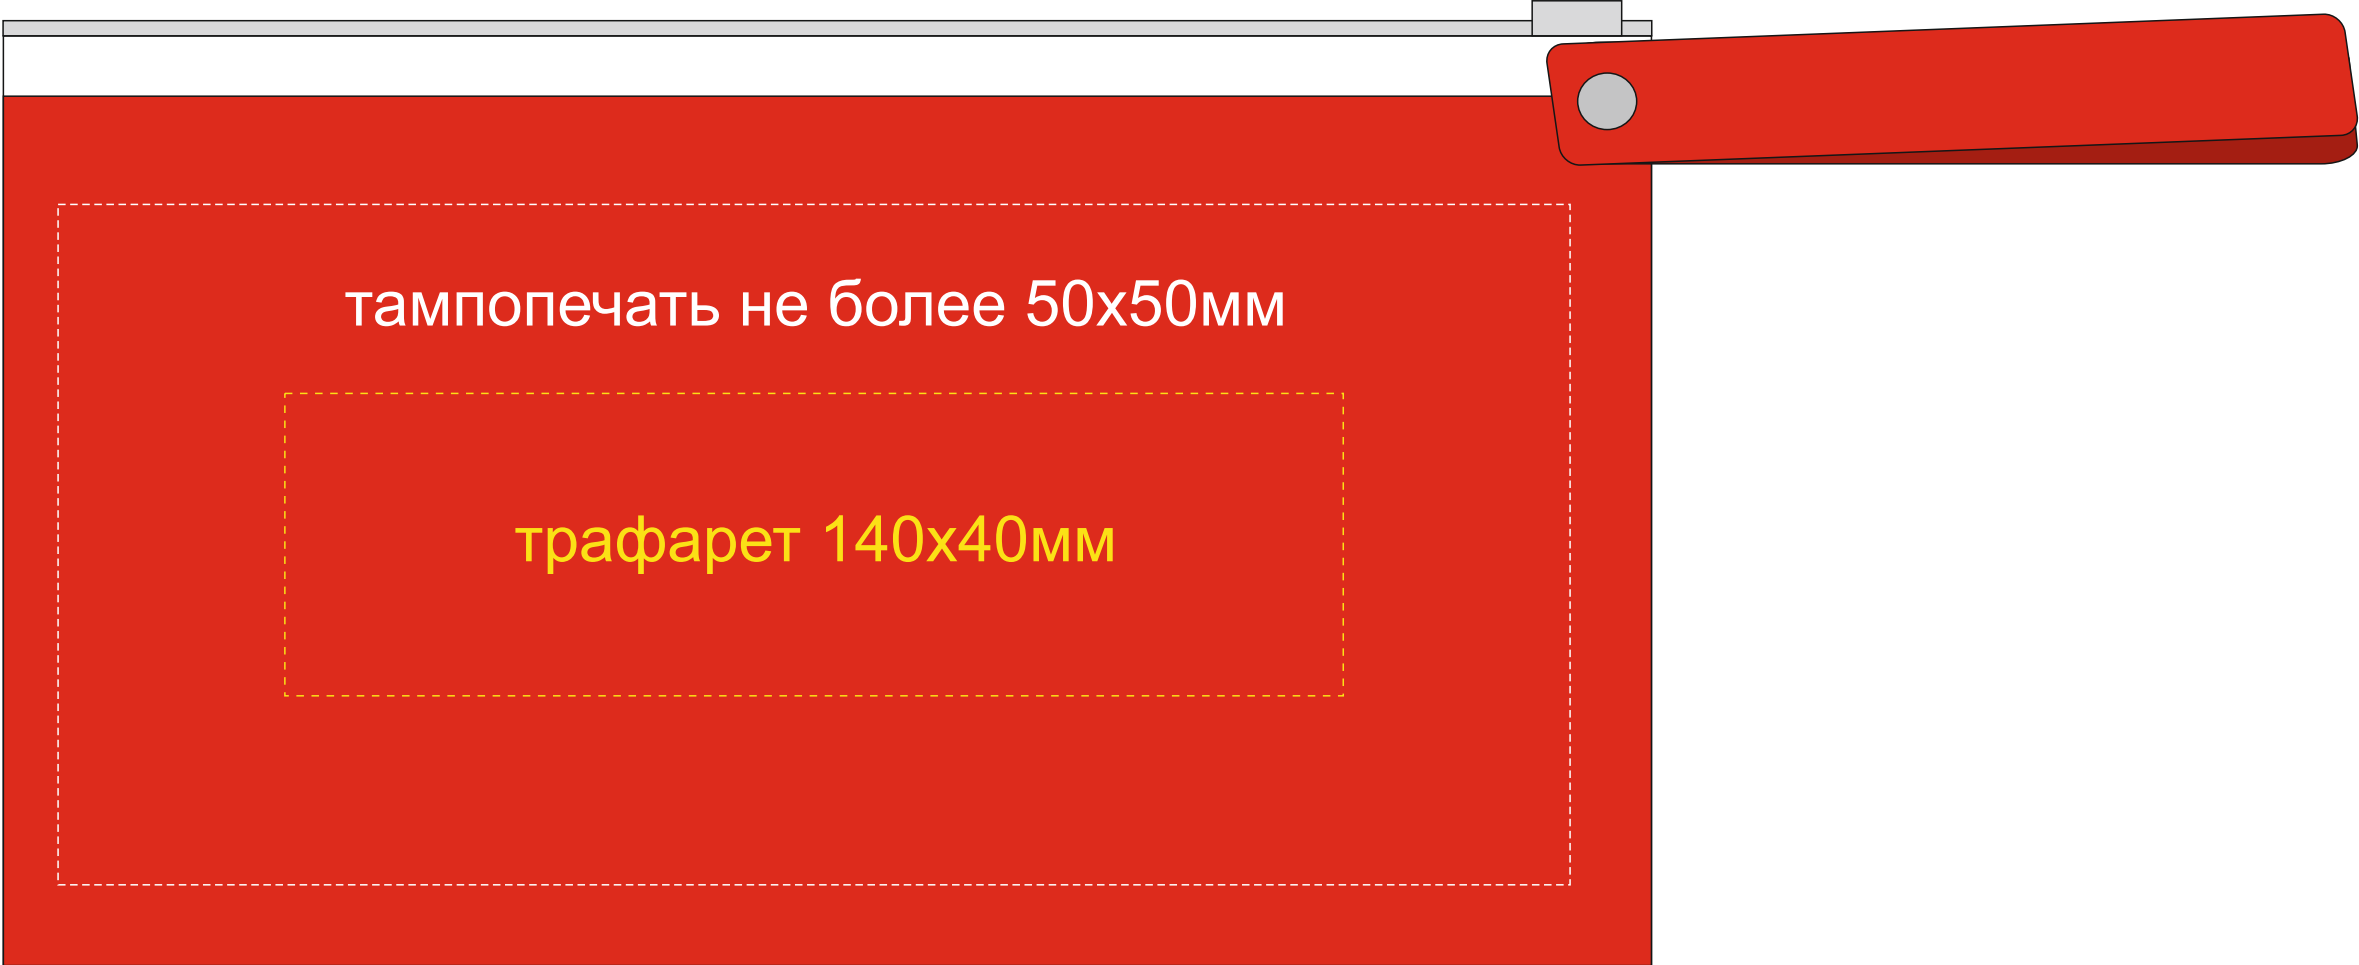 тампопечать не более 50х50мм
трафарет 140х40мм